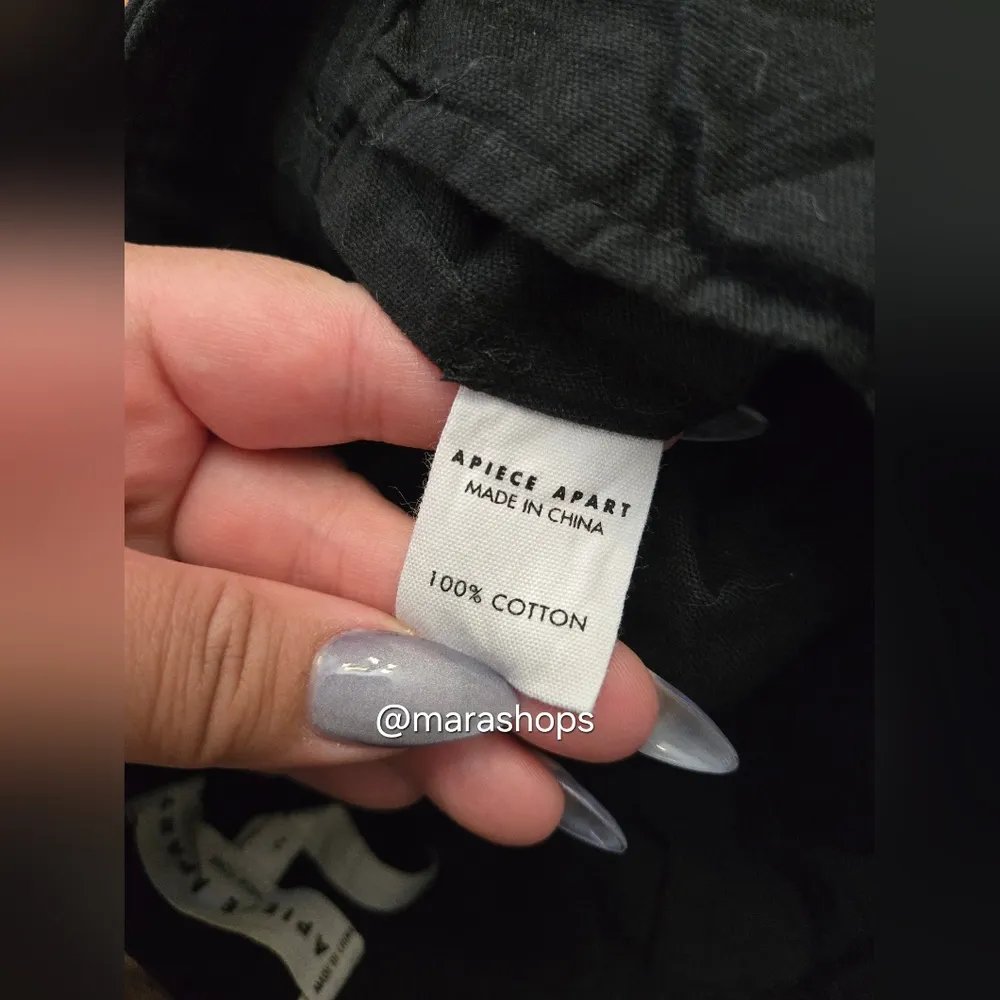 APIECE APART
MADE IN CHINA
100% COTTON
@marashops